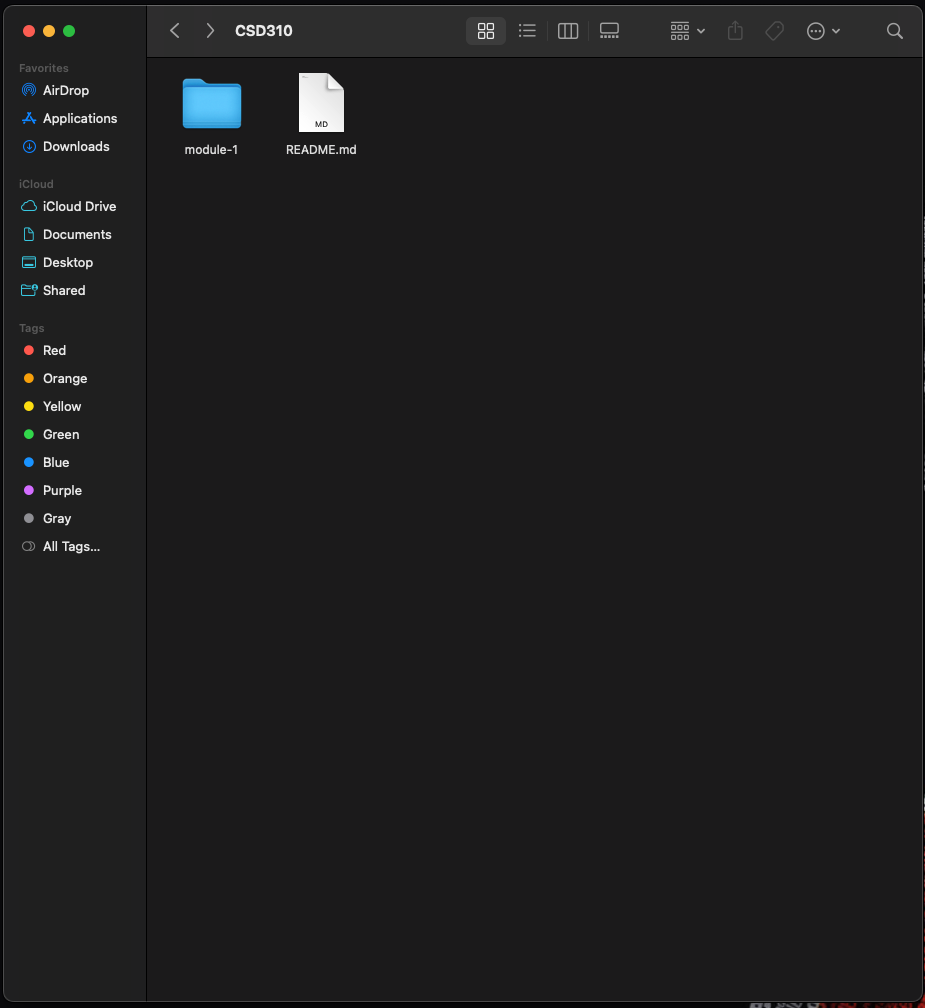 CSD310
Favorites
AirDrop
Applications
Downloads
iCloud
iCloud Drive
Documents
Desktop
Shared
Tags
Red
Orange
Yellow
Green
Blue
Purple
Gray
All Tags...
MD
module-1
README.md